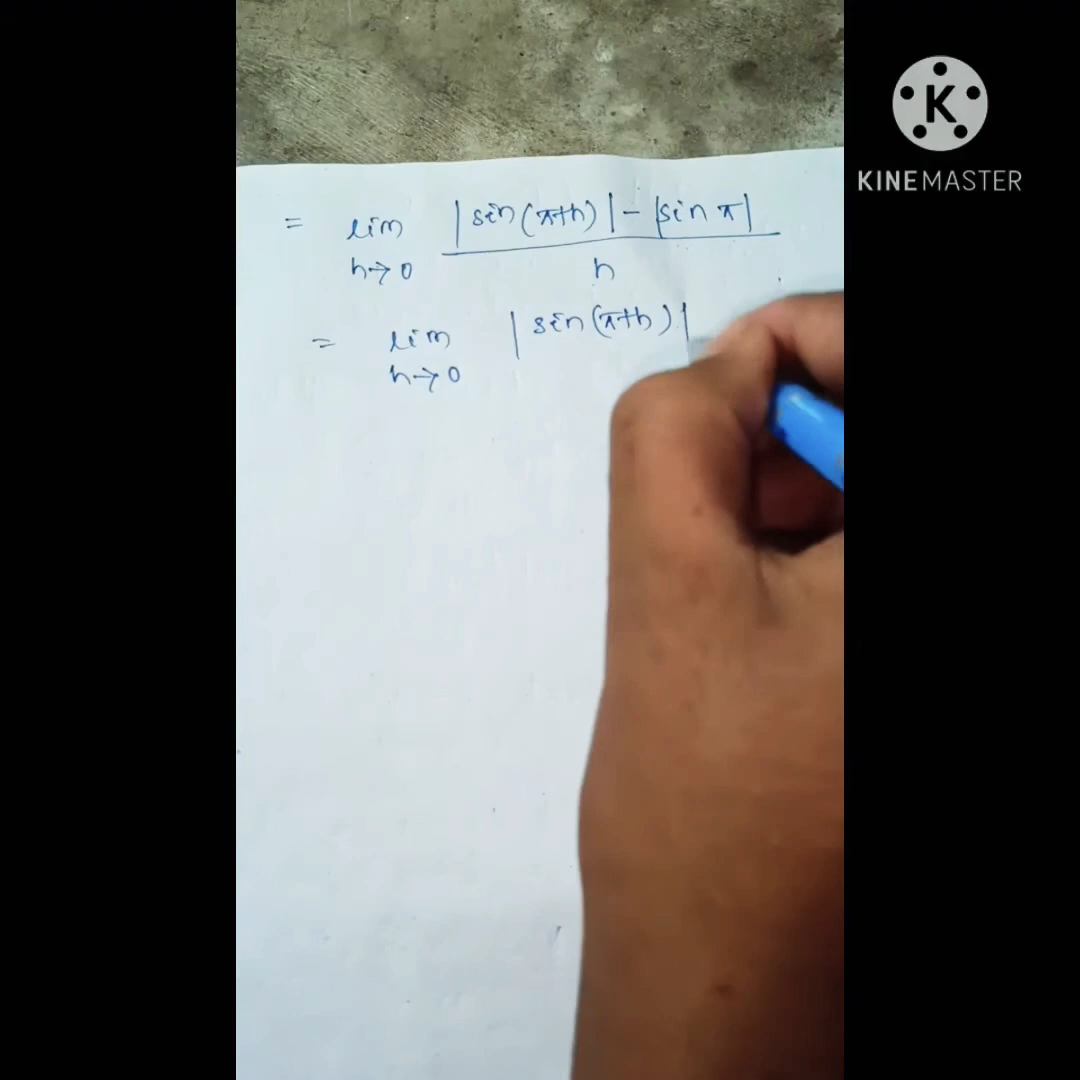 K
KINEMASTER
= lim |sin(π+h)| - |sin π|
h→0 h
= lim |sin(π+h)|
h→0